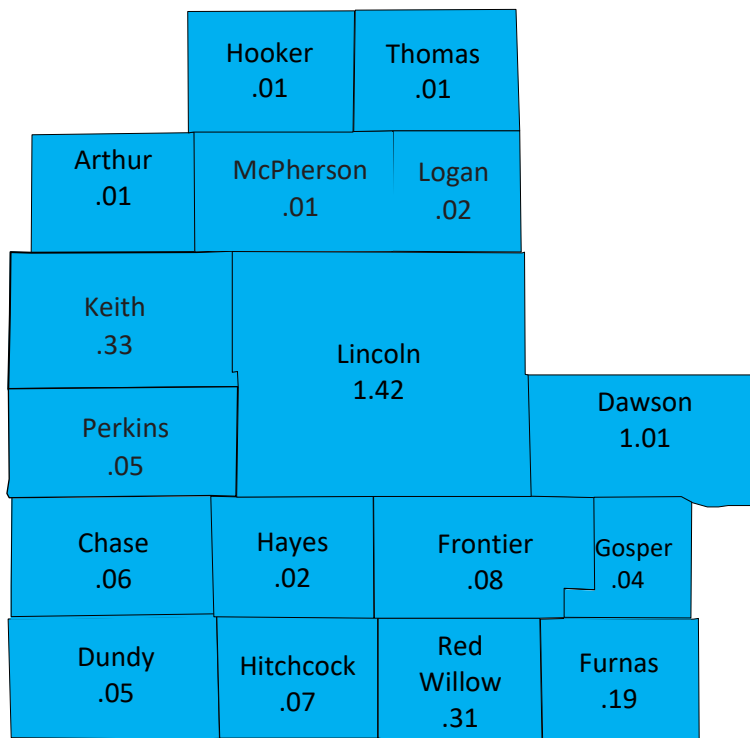 Hooker
.01
Thomas
.01
Arthur
.01
McPherson
.01
Logan
.02
Keith
.33
Lincoln
1.42
Dawson
1.01
Perkins
.05
Chase
.06
Hayes
.02
Frontier
.08
Gosper
.04
Dundy
.05
Hitchcock
.07
Red
Willow
.31
Furnas
.19